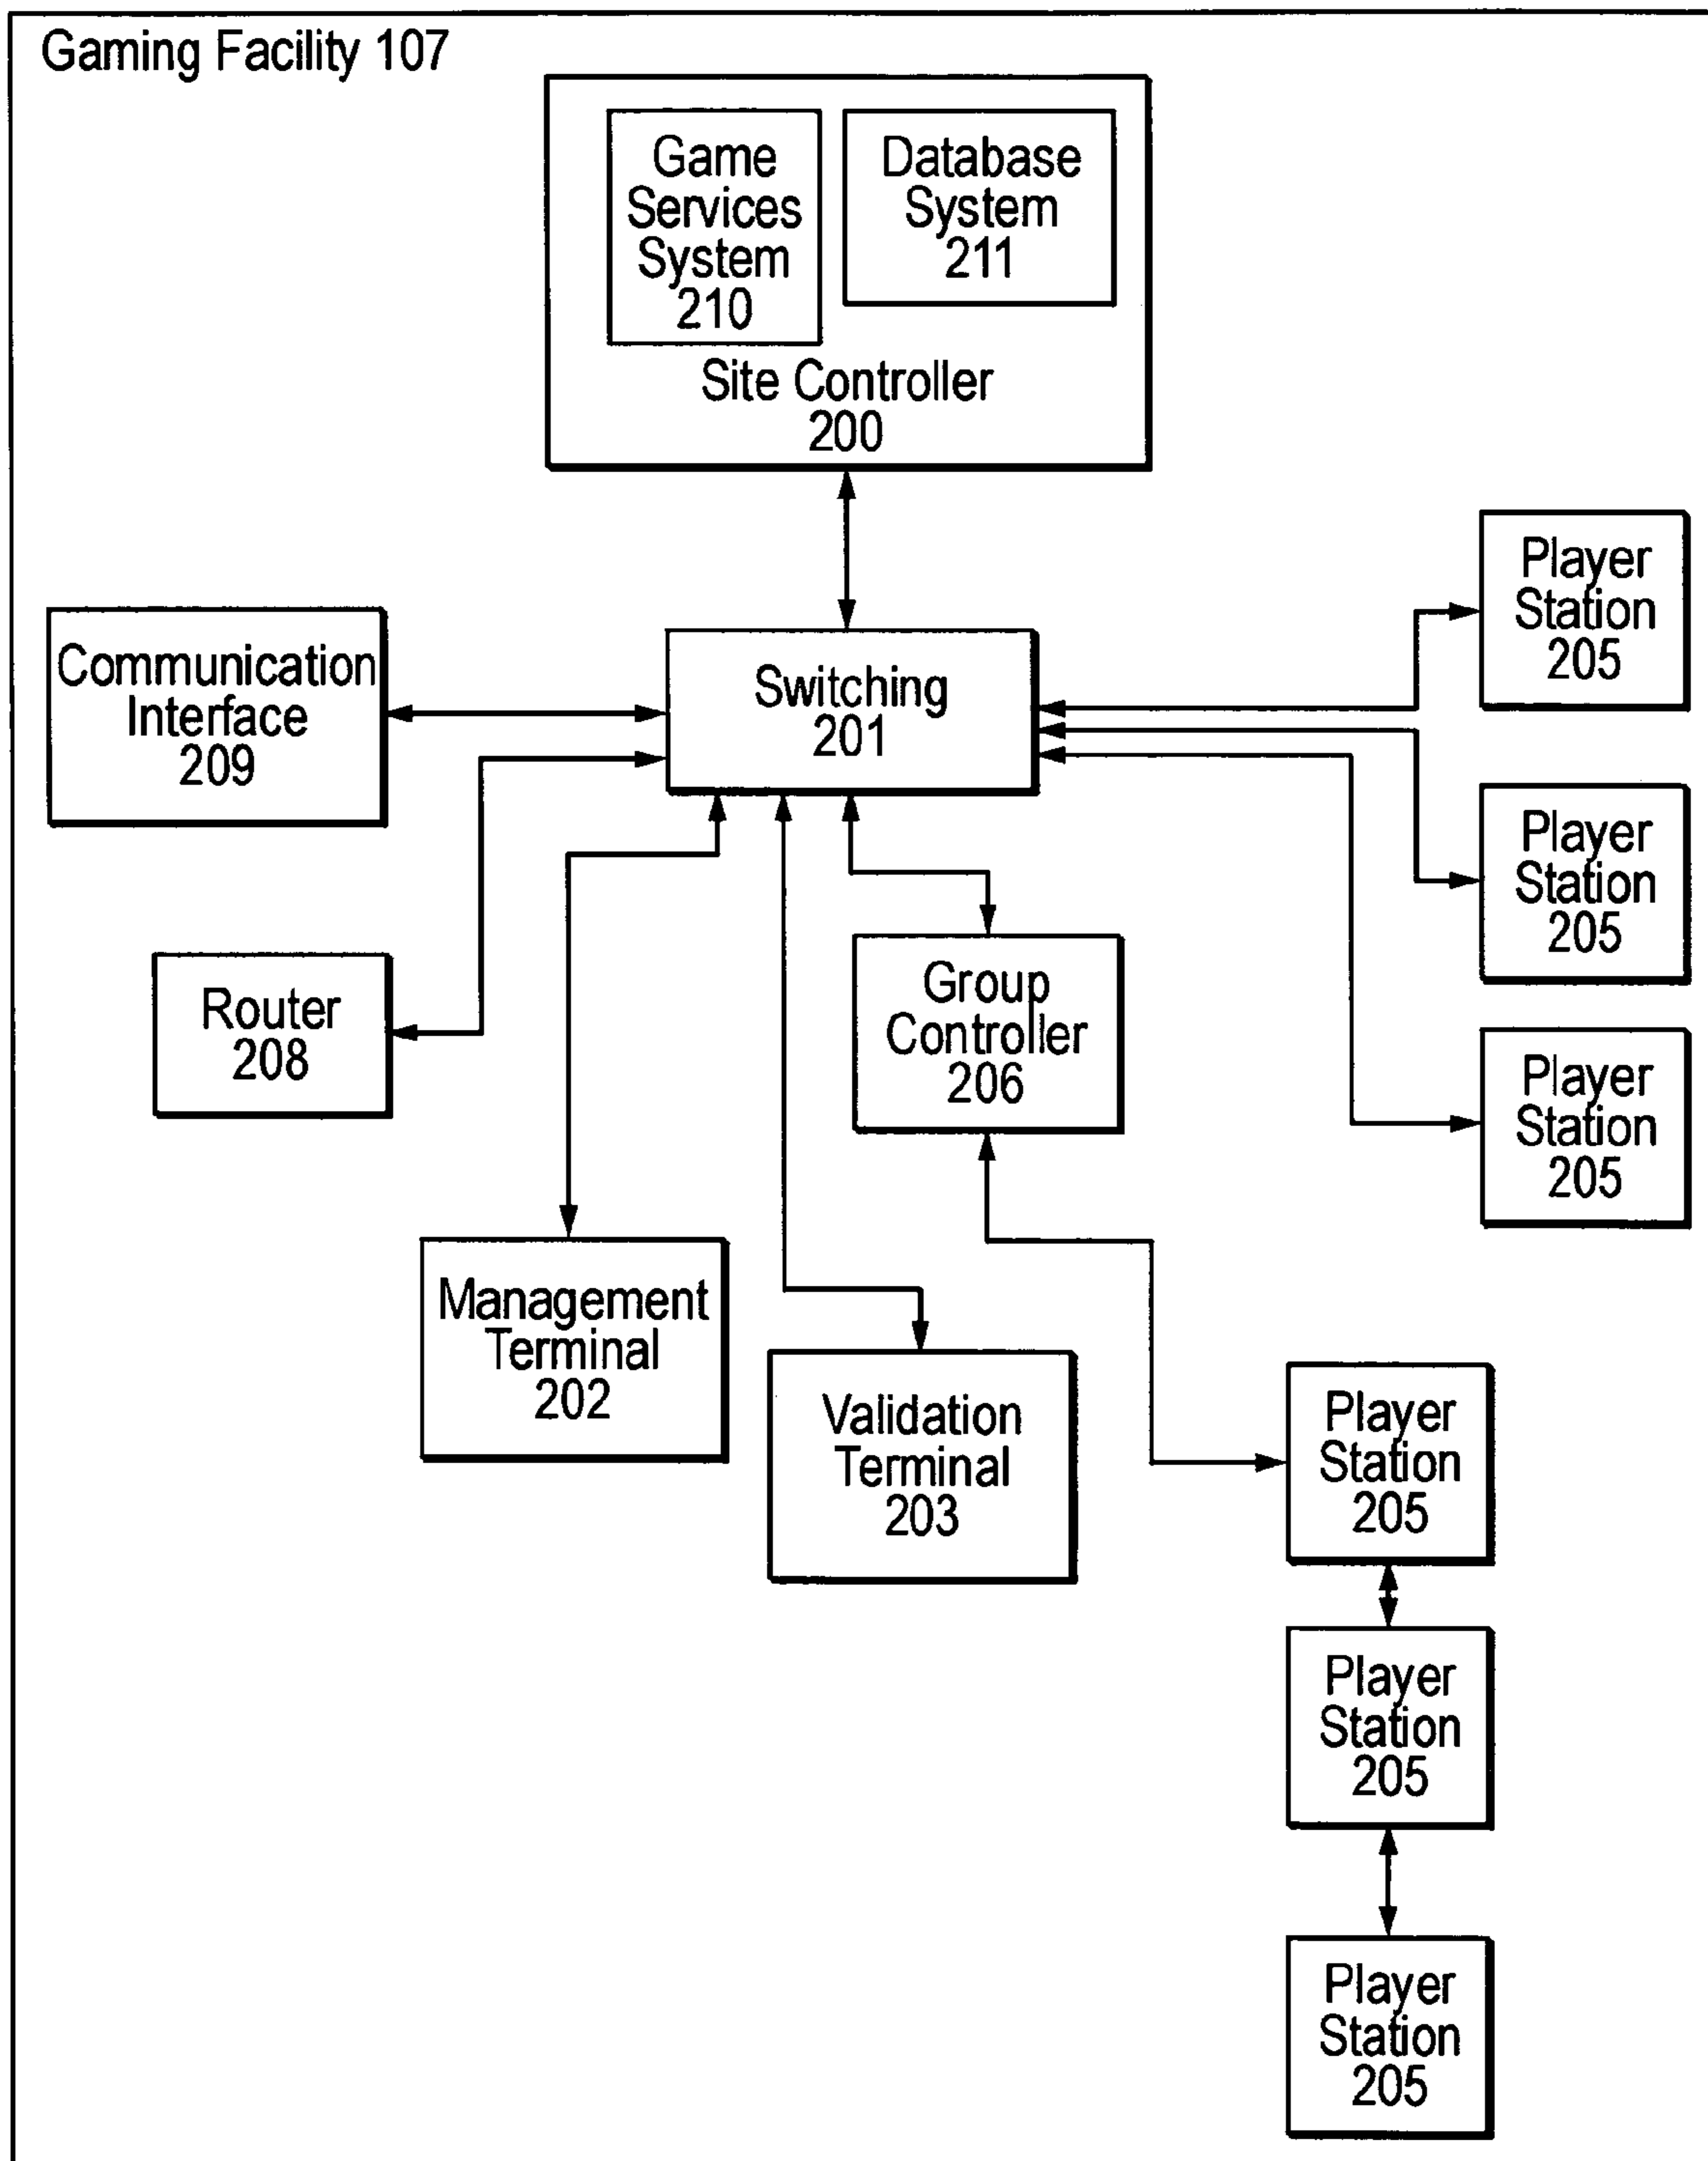 Gaming Facility 107
Game
Services
System
210
Database
System
211
Site Controller
200
Communication
Interface
209
Switching
201
Player
Station
205
Player
Station
205
Router
208
Group
Controller
206
Player
Station
205
Management
Terminal
202
Validation
Terminal
203
Player
Station
205
Player
Station
205
Player
Station
205